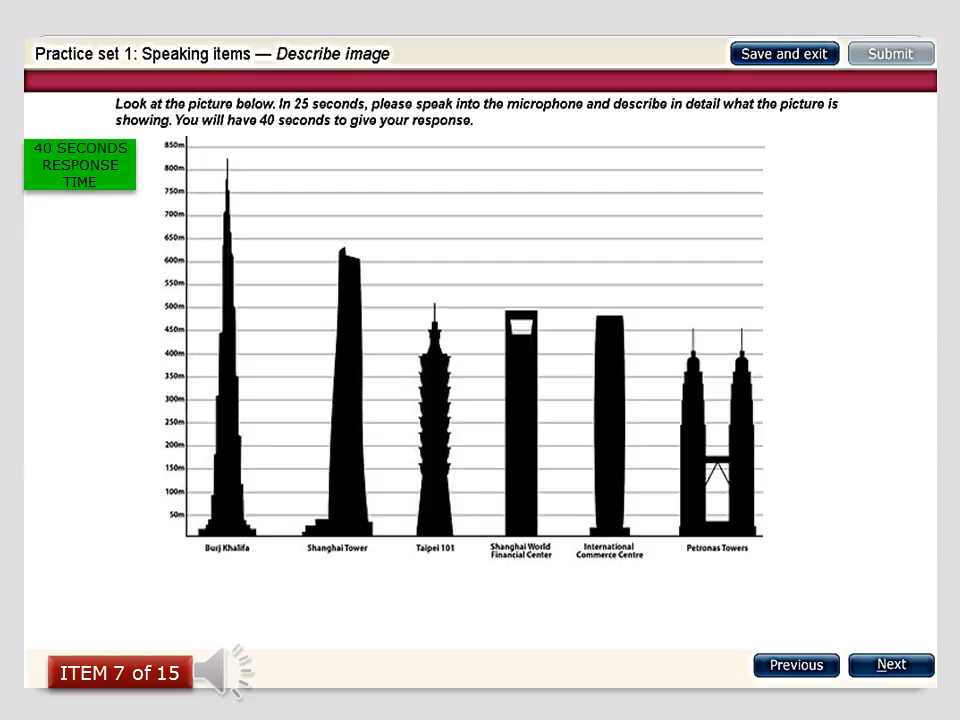 Practice set 1: Speaking items — Describe image
Save and exit
Submit
Look at the picture below. In 25 seconds, please speak into the microphone and describe in detail what the picture is
showing. You will have 40 seconds to give your response.
40 SECONDS
RESPONSE
TIME
850m
800m
750m
700m
650m
600m
550m
500m
450m
400m
350m
300m
250m
200m
150m
100m
50m
Burj Khalifa
Shanghai Tower
Taipei 101
Shanghai World
Financial Center
International
Commerce Centre
Petronas Towers
ITEM 7 of 15
Previous
Next